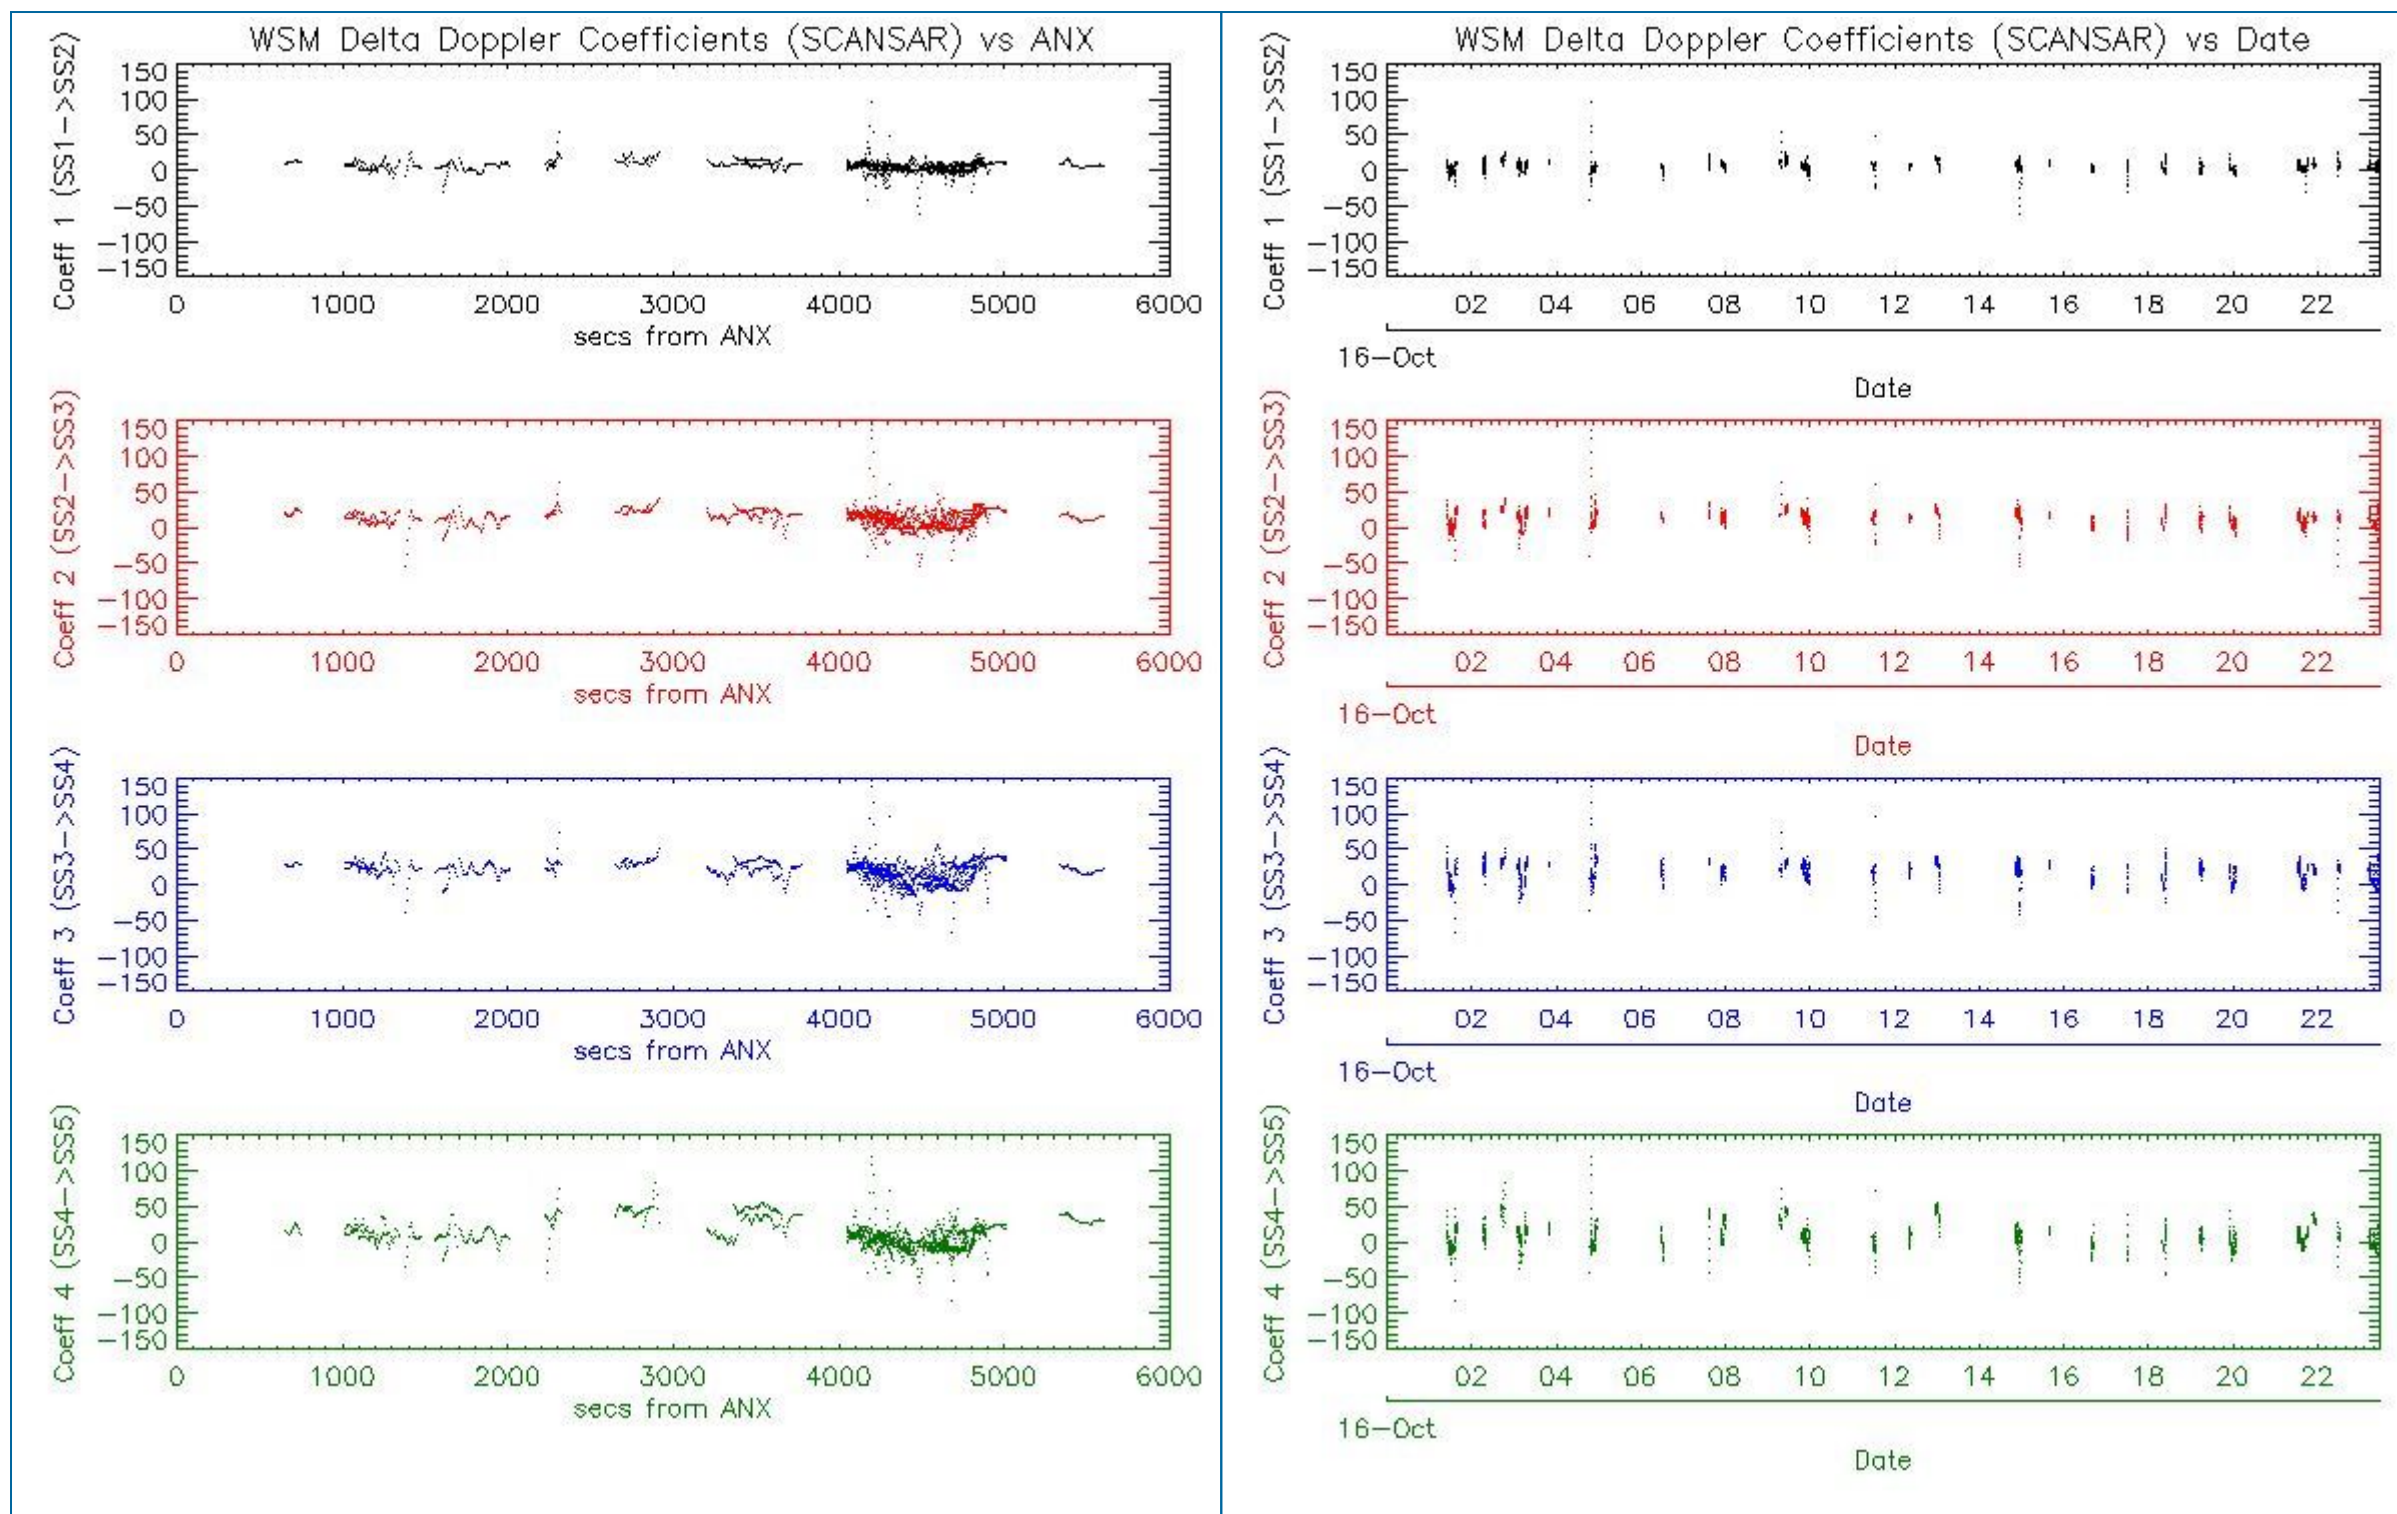 WSM Delta Doppler Coefficients (SCANSAR) vs ANX
Coeff 1 (SS1->SS2)
150
100
50
0
-50
-100
-150
0 1000 2000 3000 4000 5000 6000
secs from ANX
Coeff 2 (SS2->SS3)
150
100
50
0
-50
-100
-150
0 1000 2000 3000 4000 5000 6000
secs from ANX
Coeff 3 (SS3->SS4)
150
100
50
0
-50
-100
-150
0 1000 2000 3000 4000 5000 6000
secs from ANX
Coeff 4 (SS4->SS5)
150
100
50
0
-50
-100
-150
0 1000 2000 3000 4000 5000 6000
secs from ANX
WSM Delta Doppler Coefficients (SCANSAR) vs Date
Coeff 1 (SS1->SS2)
150
100
50
0
-50
-100
-150
02 04 06 08 10 12 14 16 18 20 22
16-Oct
Date
Coeff 2 (SS2->SS3)
150
100
50
0
-50
-100
-150
02 04 06 08 10 12 14 16 18 20 22
16-Oct
Date
Coeff 3 (SS3->SS4)
150
100
50
0
-50
-100
-150
02 04 06 08 10 12 14 16 18 20 22
16-Oct
Date
Coeff 4 (SS4->SS5)
150
100
50
0
-50
-100
-150
02 04 06 08 10 12 14 16 18 20 22
16-Oct
Date